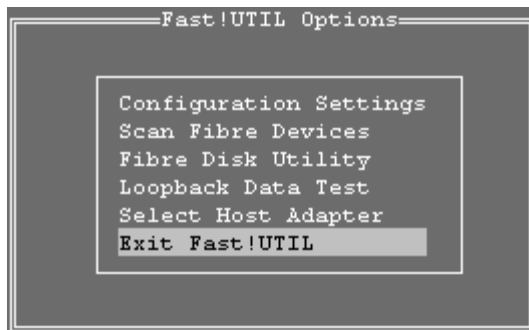 Fast!UTIL Options
Configuration Settings
Scan Fibre Devices
Fibre Disk Utility
Loopback Data Test
Select Host Adapter
Exit Fast!UTIL